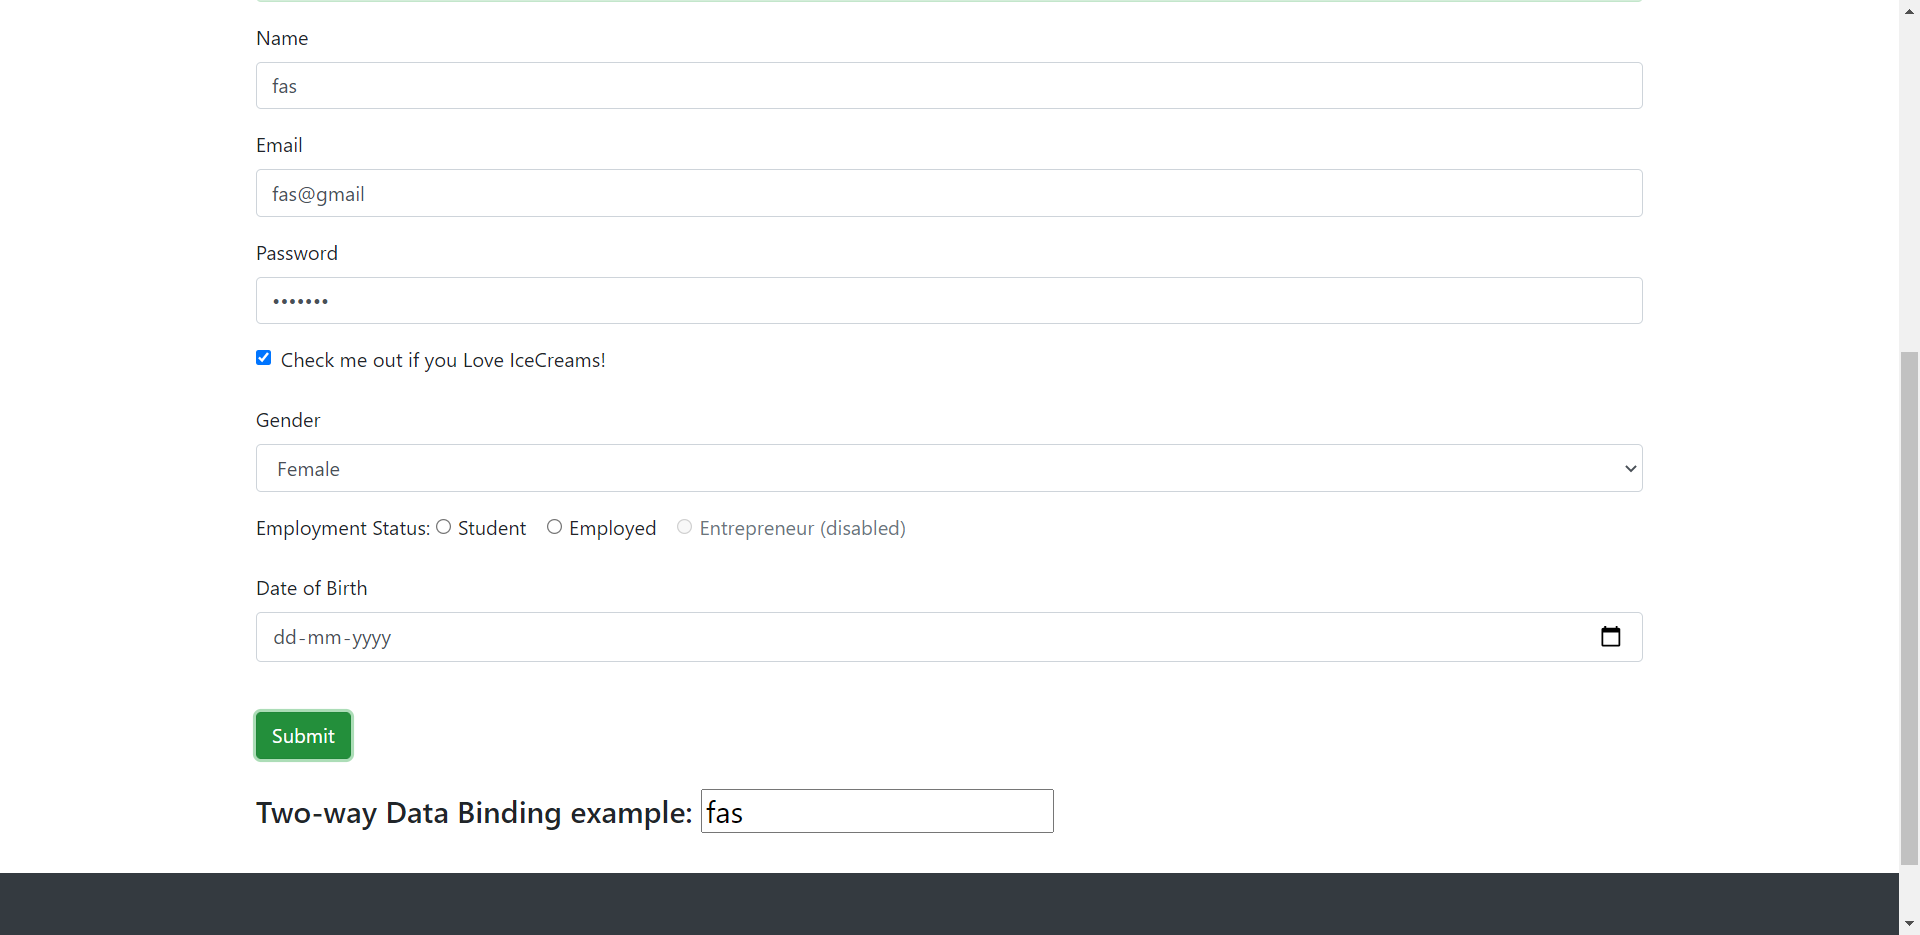 Name
fas
Email
fas@gmail
Password
•••••••
Check me out if you Love IceCreams!
Gender
Female
Employment Status: Student Employed Entrepreneur (disabled)
Date of Birth
dd-mm-yyyy
Submit
Two-way Data Binding example: fas